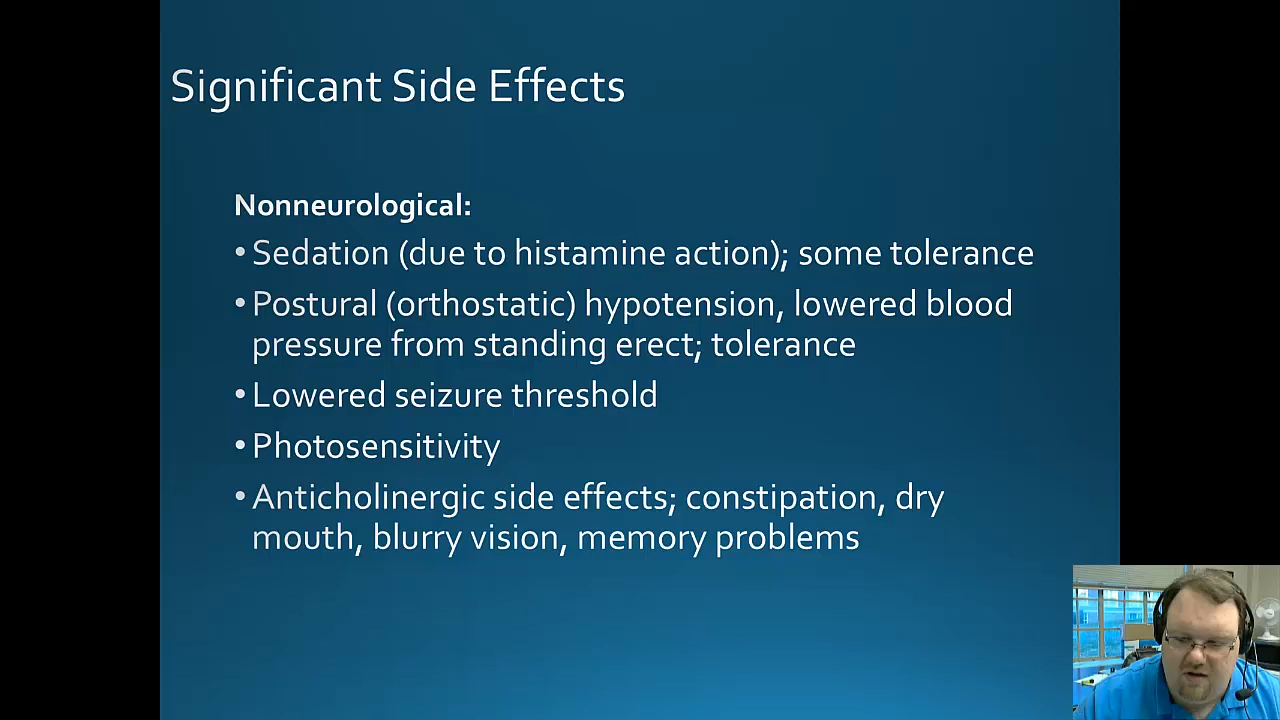 Significant Side Effects
Nonneurological:
•Sedation (due to histamine action); some tolerance
•Postural (orthostatic) hypotension, lowered blood
pressure from standing erect; tolerance
•Lowered seizure threshold
•Photosensitivity
•Anticholinergic side effects; constipation, dry
mouth, blurry vision, memory problems